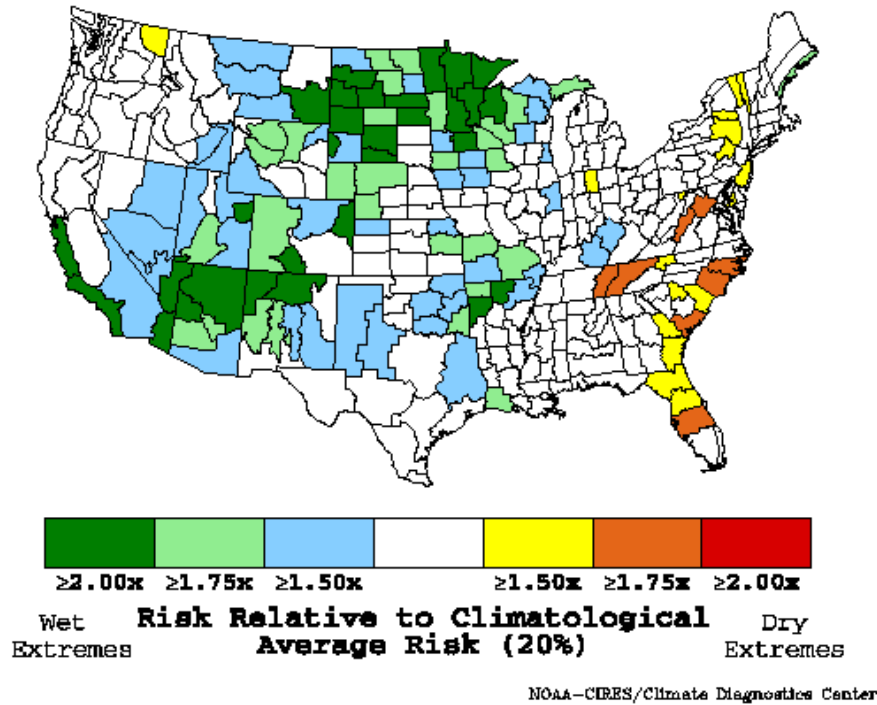 ≥2.00x ≥1.75x ≥1.50x ≥1.50x ≥1.75x ≥2.00x
Wet Extremes
Risk Relative to Climatological
Average Risk (20%)
Dry Extremes
NOAA-CIRES/Climate Diagnostics Center